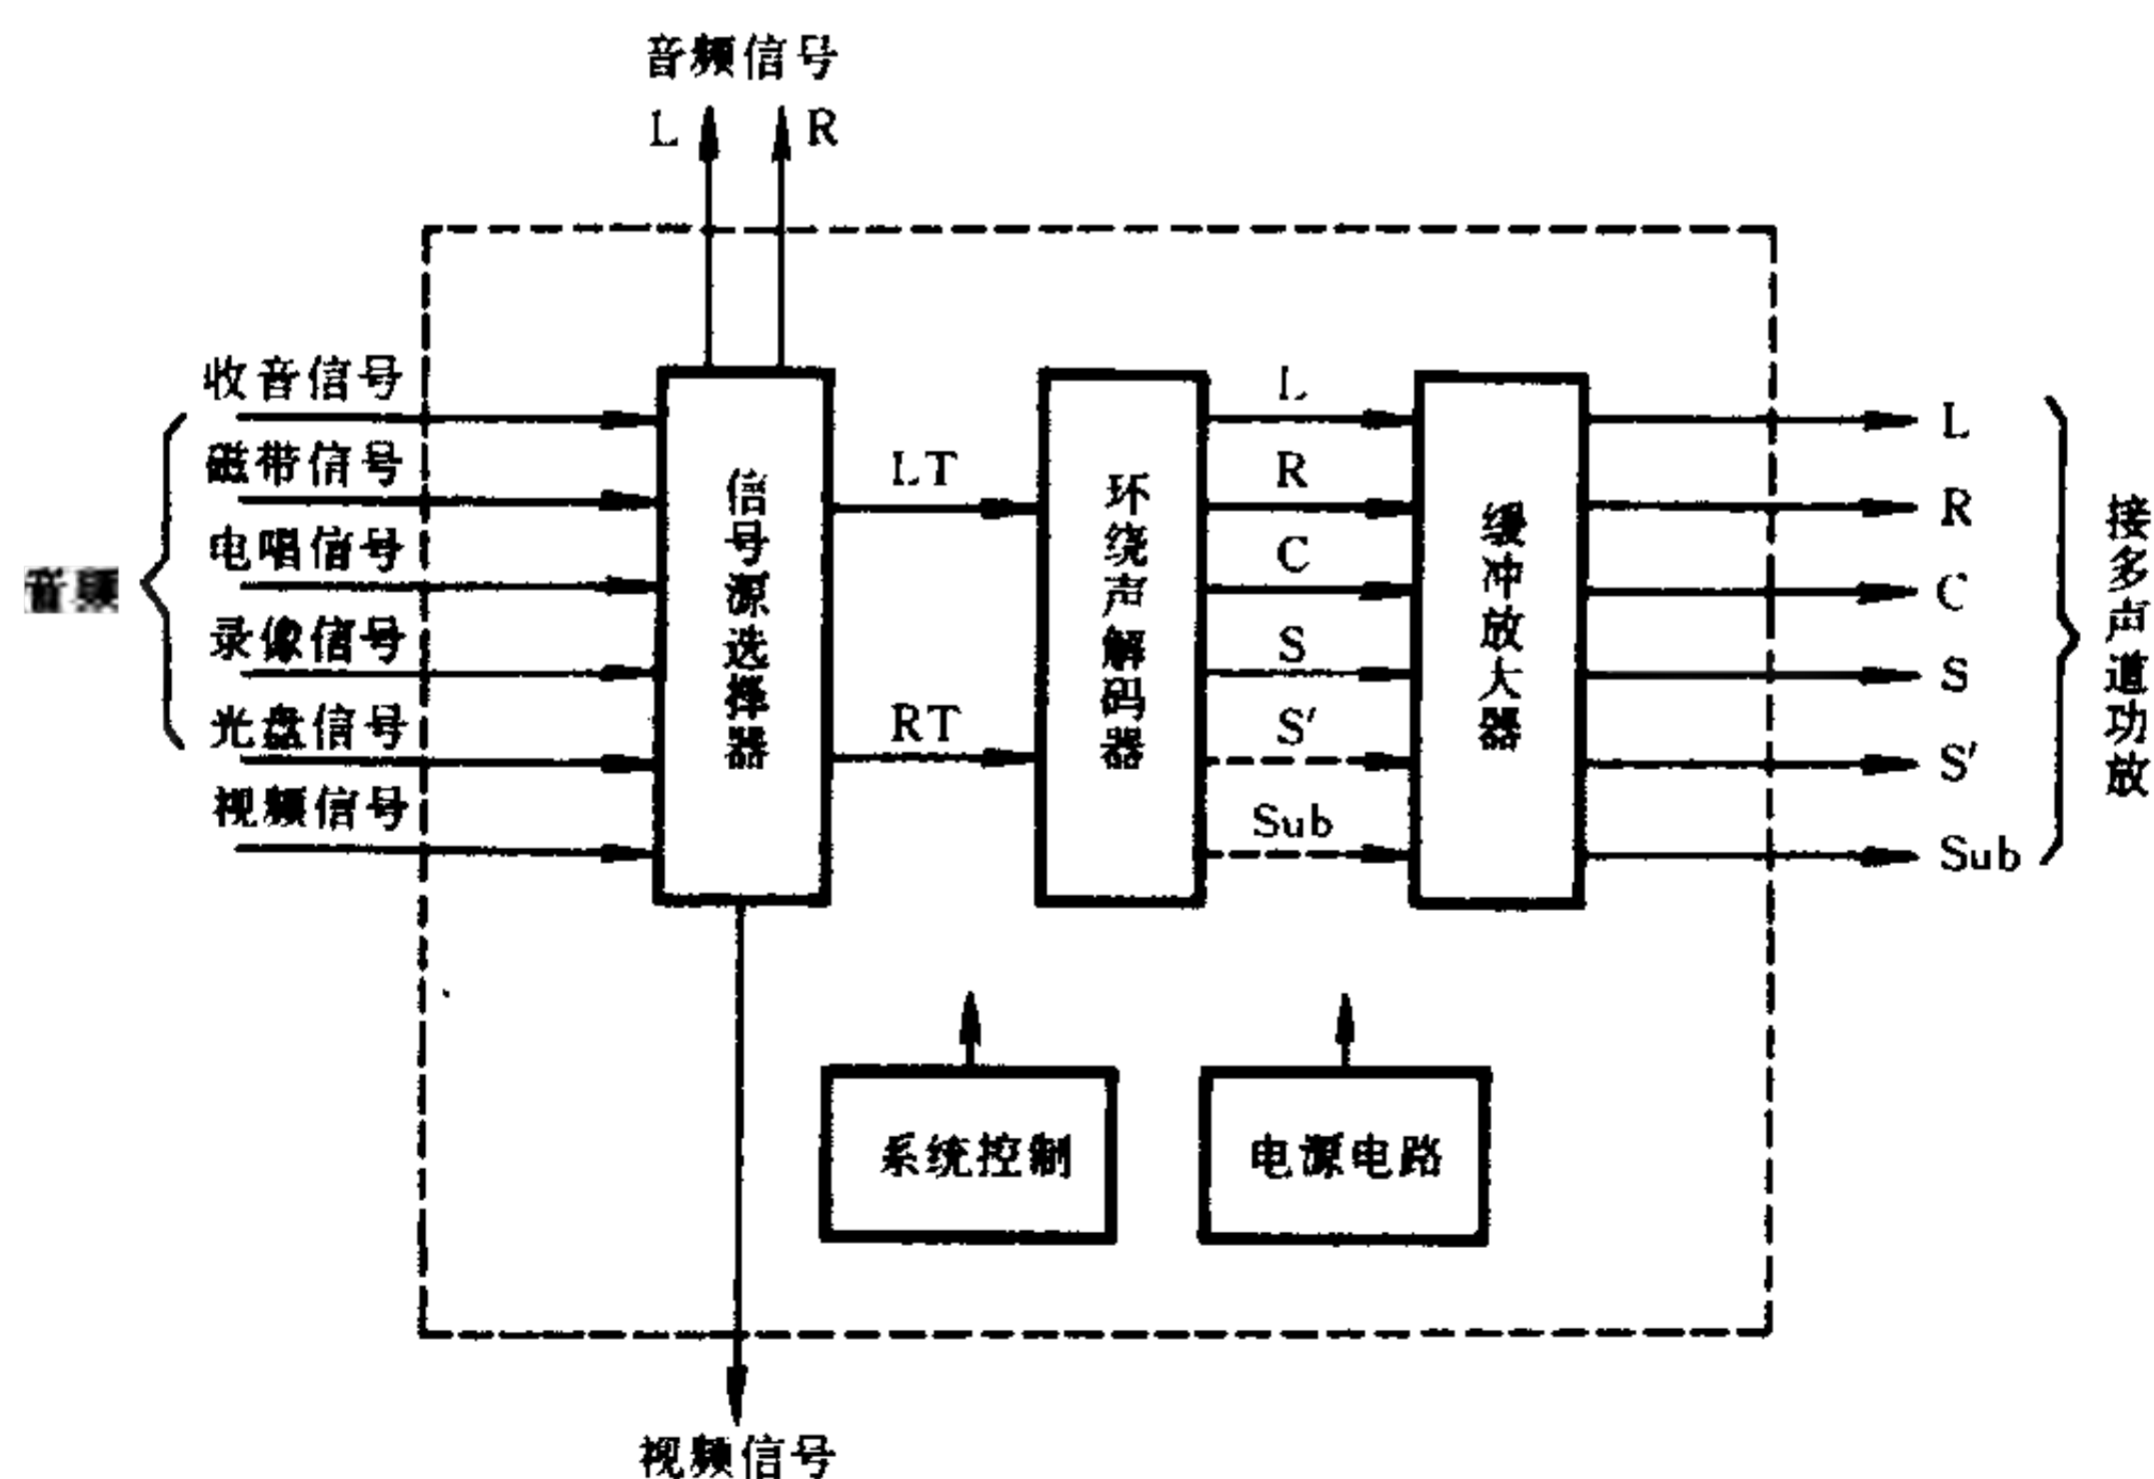 音频信号
L
R
收音信号
磁带信号
电唱信号
录像信号
光盘信号
视频信号
音频
信号源选择器
LT
RT
环绕声解码器
L
R
C
S
S′
Sub
缓冲放大器
L
R
C
S
S′
Sub
接多声道功放
系统控制
电源电路
视频信号